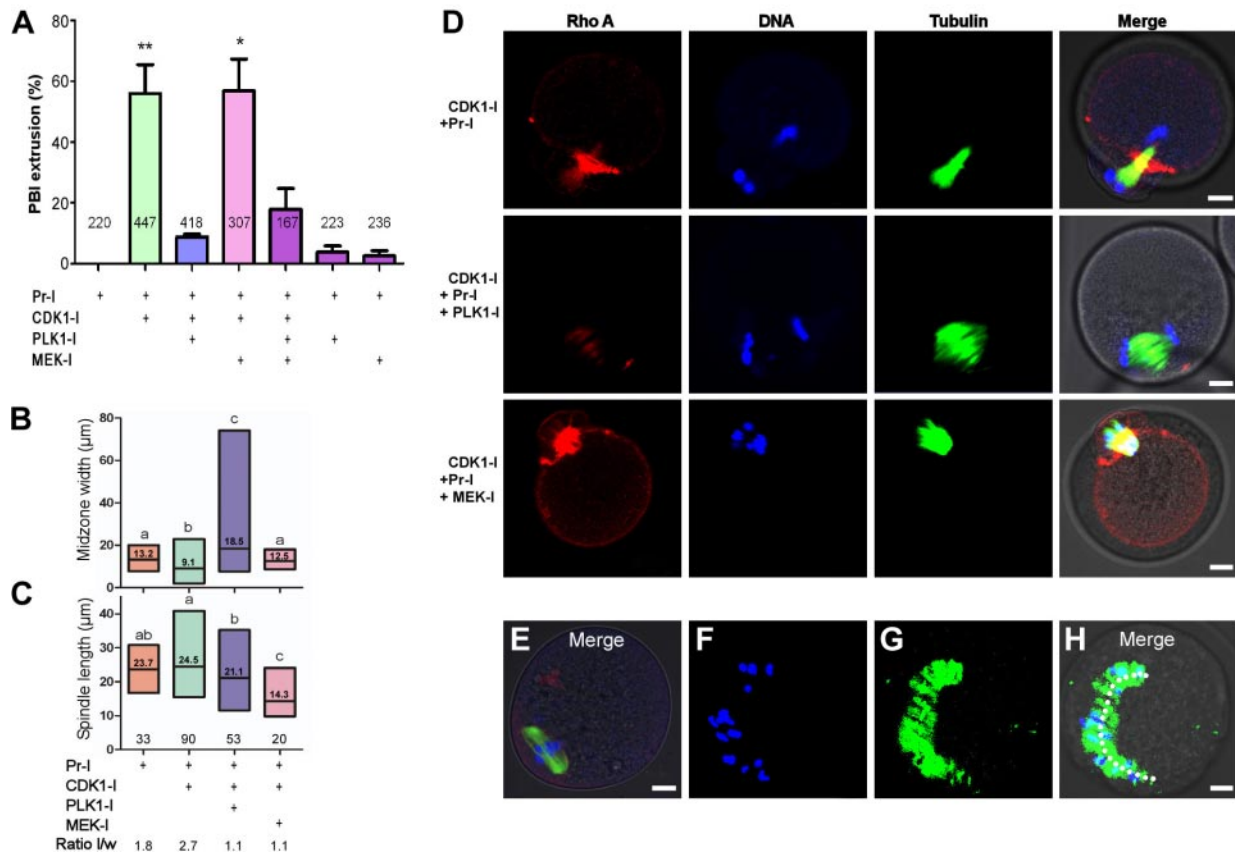 A
PBI extrusion (%)
80
60
40
20
0
** *
220 447 418 307 167 223 236
Pr-I + + + + + + +
CDK1-I + + + +
PLK1-I + + +
MEK-I + + +
B
Midzone width (µm)
80
60
40
20
0
a b c a
13.2 9.1 18.5 12.5
C
Spindle length (µm)
40
30
20
10
0
ab a b c
23.7 24.5 21.1 14.3
33 90 53 20
Pr-I + + + +
CDK1-I + + +
PLK1-I +
MEK-I +
Ratio l/w 1.8 2.7 1.1 1.1
D
Rho A DNA Tubulin Merge
CDK1-I
+Pr-I
CDK1-I
+ Pr-I
+ PLK1-I
CDK1-I
+Pr-I
+ MEK-I
E Merge F G H Merge